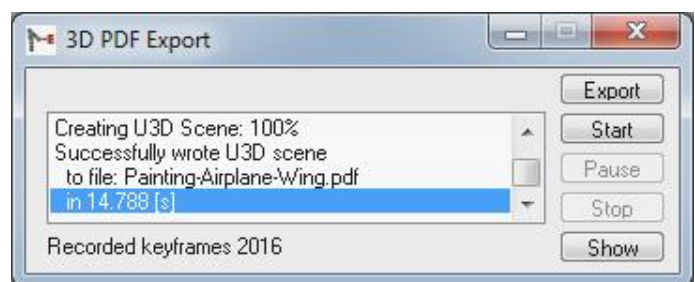 3D PDF Export
Export
Creating U3D Scene: 100%
Successfully wrote U3D scene
to file: Painting-Airplane-Wing.pdf
in 14.788 [s]
Start
Pause
Stop
Recorded keyframes 2016
Show